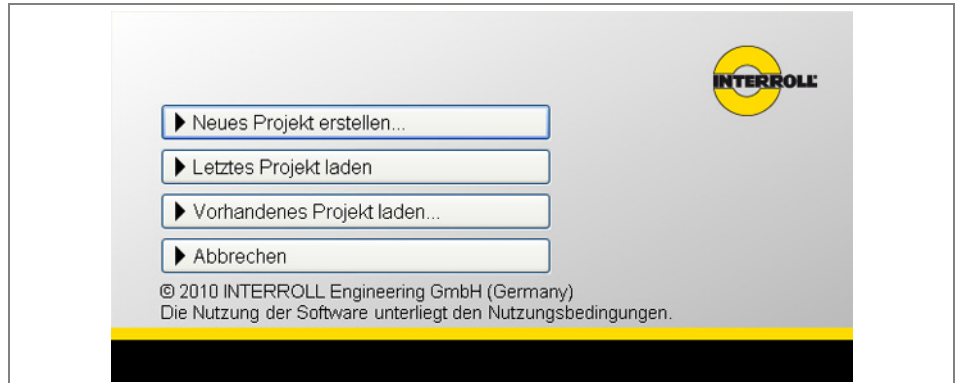 INTERROLL
Neues Projekt erstellen...
Letztes Projekt laden
Vorhandenes Projekt laden...
Abbrechen
© 2010 INTERROLL Engineering GmbH (Germany)
Die Nutzung der Software unterliegt den Nutzungsbedingungen.